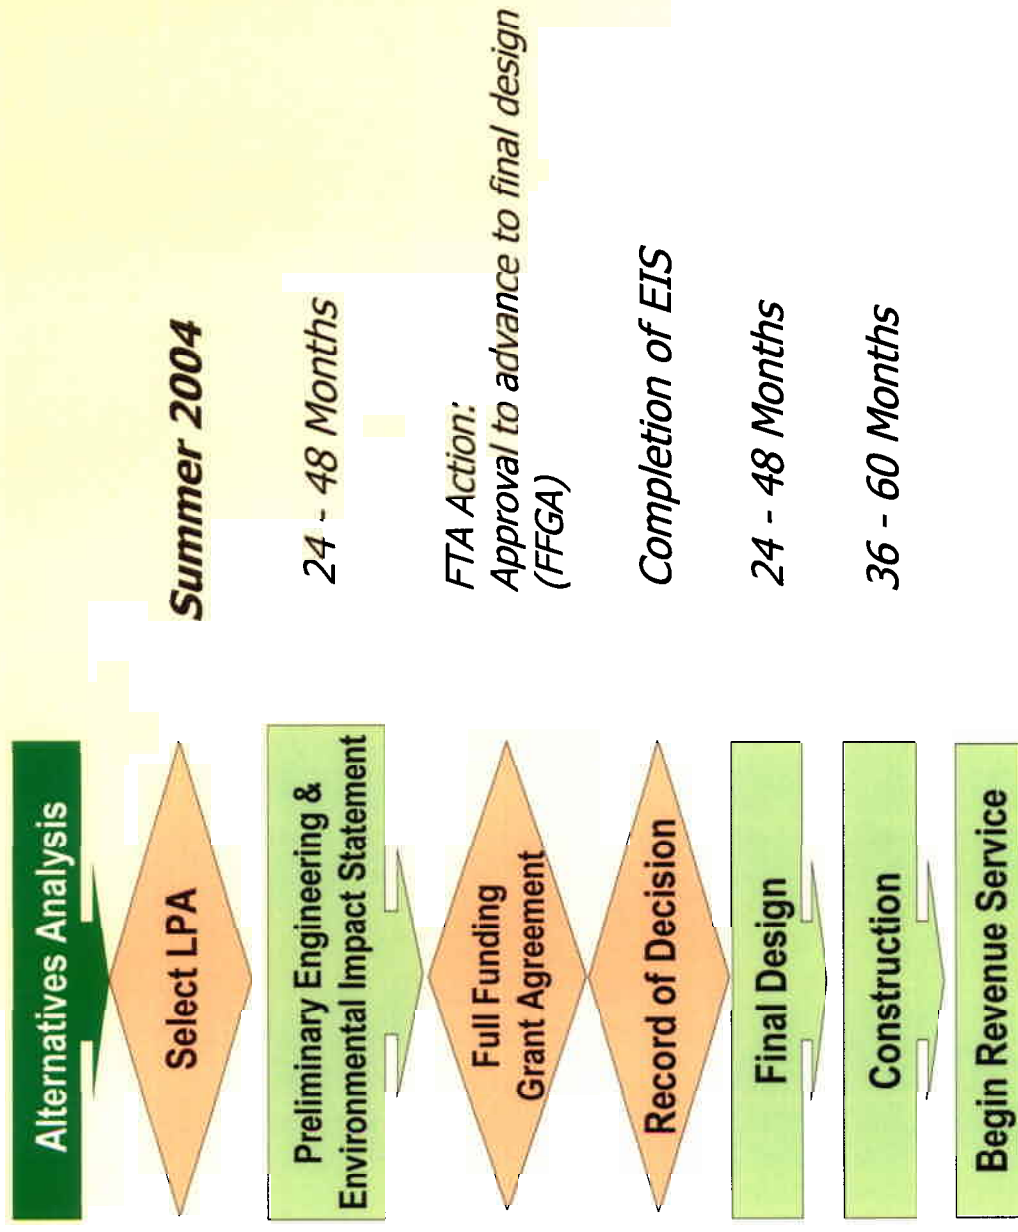 Alternatives Analysis
Select LPA
Summer 2004
Preliminary Engineering &
Environmental Impact Statement
24 - 48 Months
Full Funding
Grant Agreement
FTA Action:
Approval to advance to final design
(FFGA)
Record of Decision
Completion of EIS
Final Design
24 - 48 Months
Construction
36 - 60 Months
Begin Revenue Service